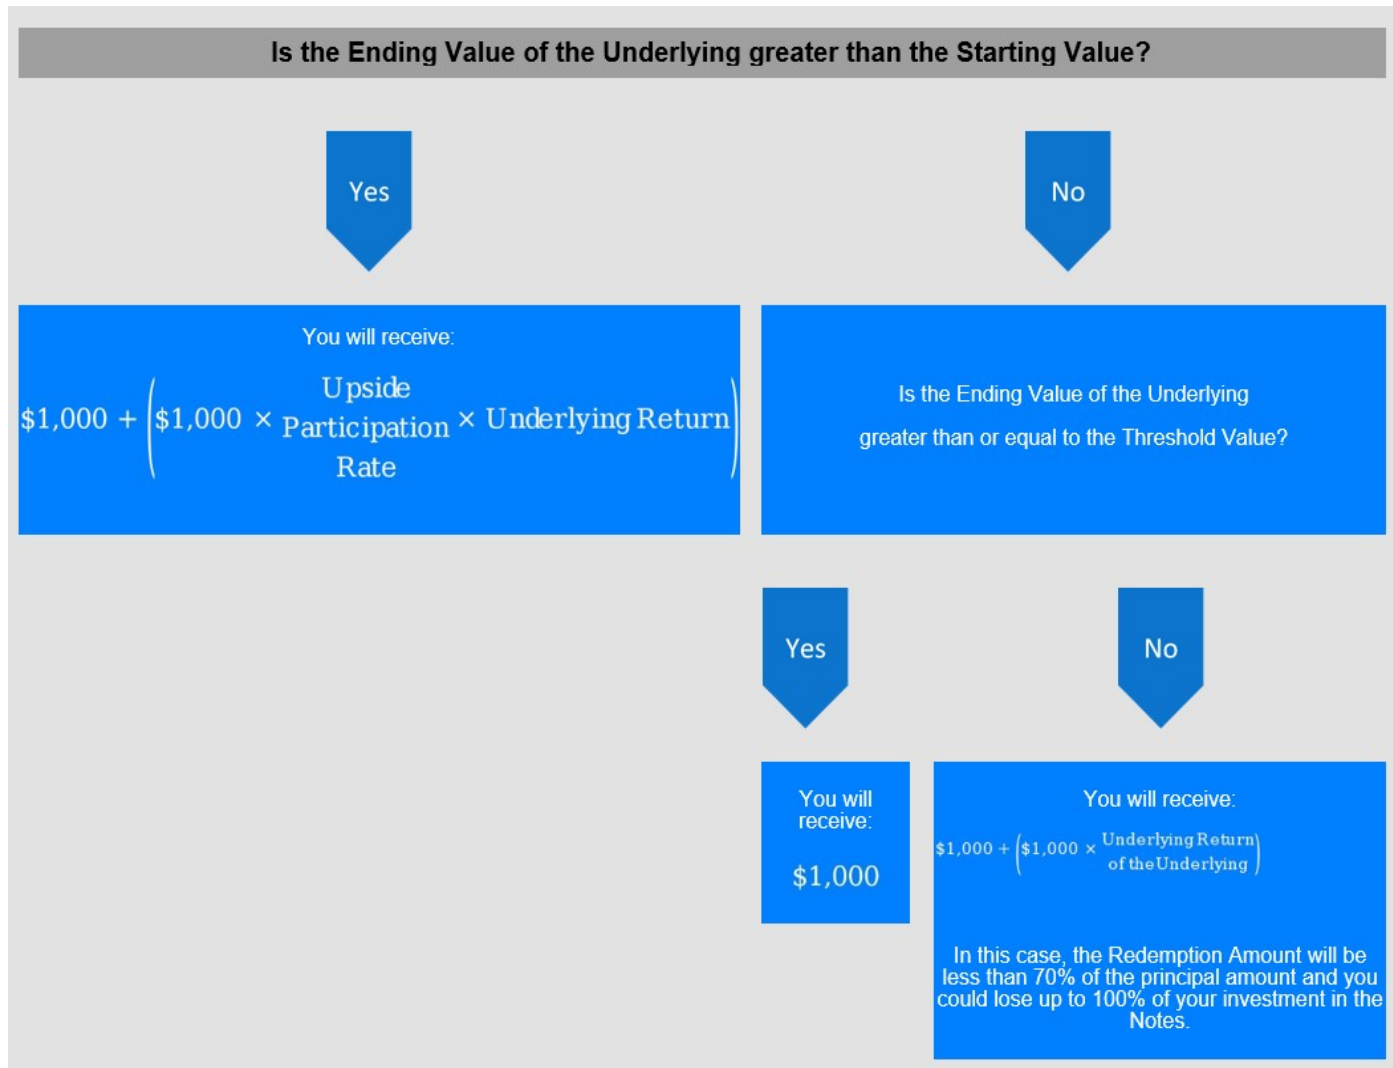 Is the Ending Value of the Underlying greater than the Starting Value?
Yes
No
You will receive:
$1,000 + ($1,000 × Upside Participation Rate × Underlying Return)
Is the Ending Value of the Underlying
greater than or equal to the Threshold Value?
Yes
No
You will
receive:
$1,000
You will receive:
$1,000 + ($1,000 × Underlying Return of the Underlying)
In this case, the Redemption Amount will be
less than 70% of the principal amount and you
could lose up to 100% of your investment in the
Notes.